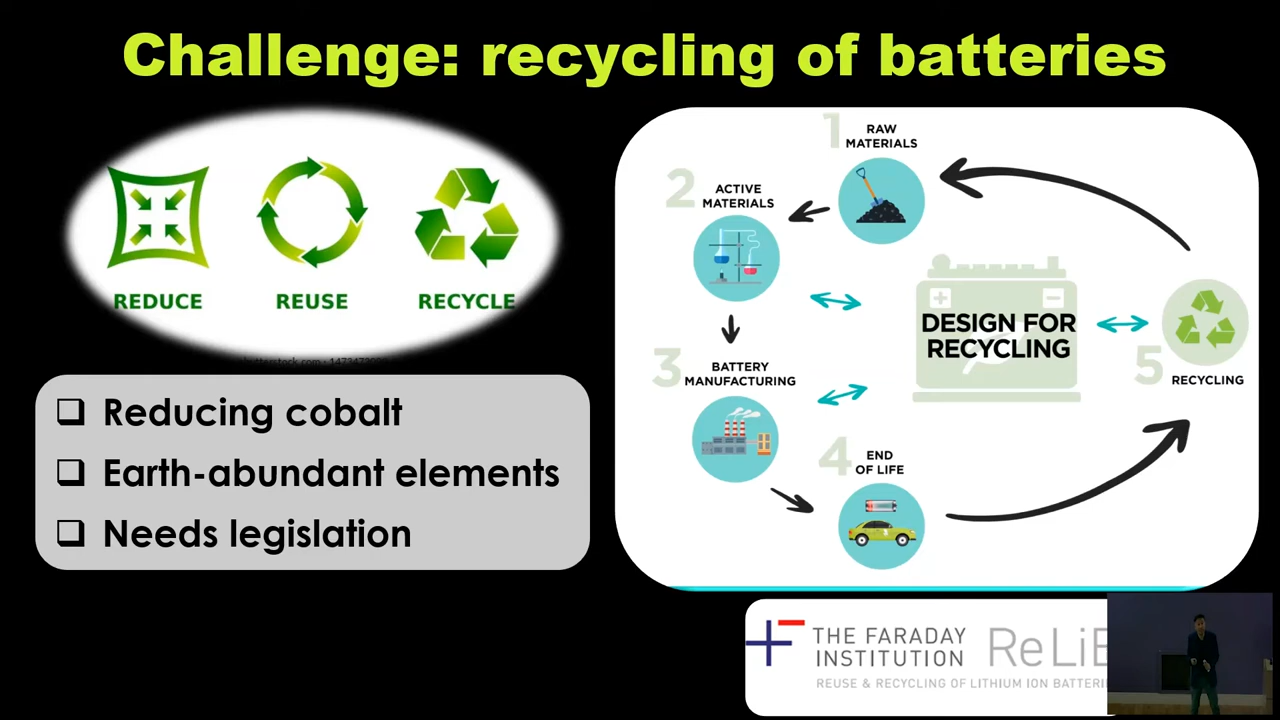 Challenge: recycling of batteries
REDUCE
REUSE
RECYCLE
Reducing cobalt
Earth-abundant elements
Needs legislation
1
RAW
MATERIALS
2
ACTIVE
MATERIALS
3
BATTERY
MANUFACTURING
4
END
OF LIFE
5
RECYCLING
DESIGN FOR
RECYCLING
THE FARADAY
INSTITUTION
ReLiB
REUSE & RECYCLING OF LITHIUM ION